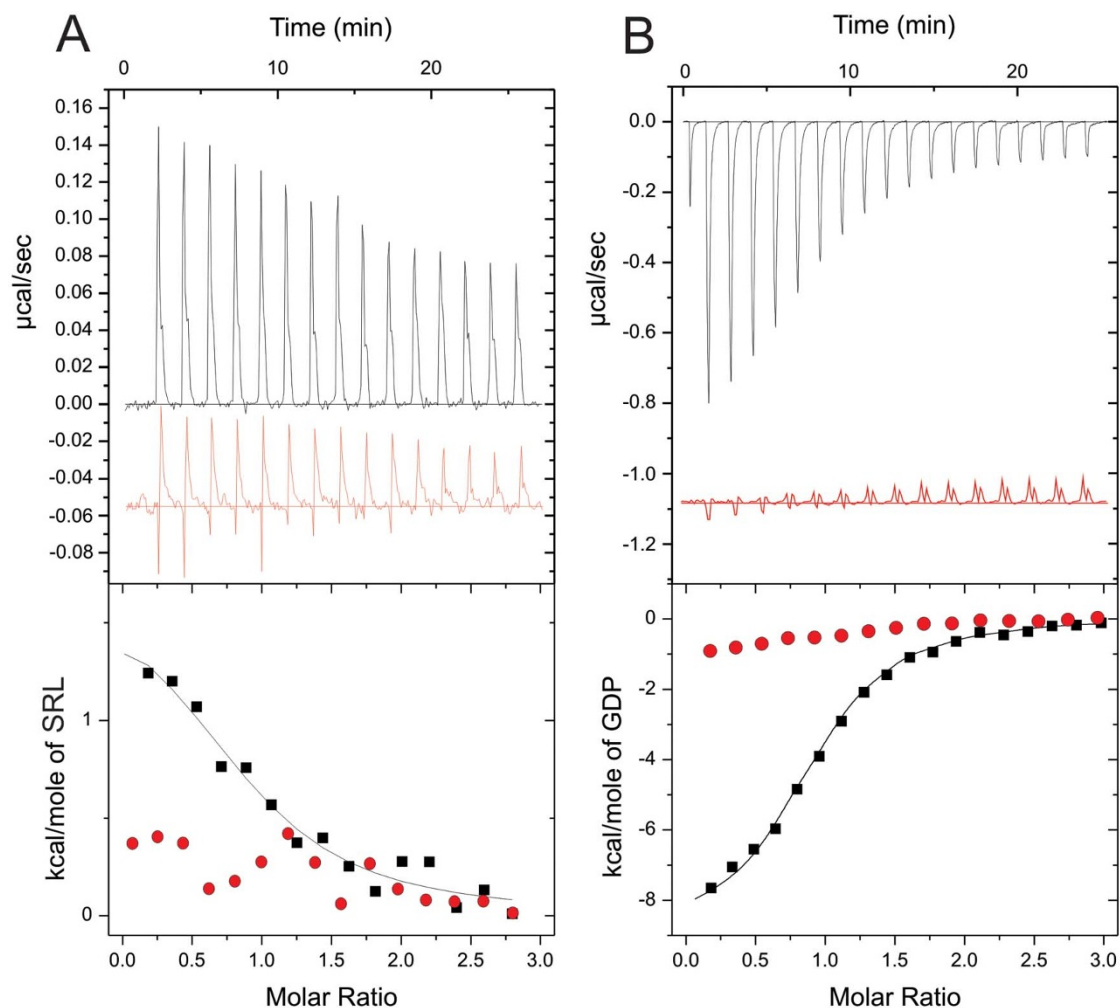 A
Time (min)
0 10 20
0.16
0.14
0.12
0.10
0.08
0.06
0.04
0.02
0.00
-0.02
-0.04
-0.06
-0.08
µcal/sec
1
0
kcal/mole of SRL
0.0 0.5 1.0 1.5 2.0 2.5 3.0
Molar Ratio
B
Time (min)
0 10 20
0.0
-0.2
-0.4
-0.6
-0.8
-1.0
-1.2
µcal/sec
0
-2
-4
-6
-8
kcal/mole of GDP
0.0 0.5 1.0 1.5 2.0 2.5 3.0
Molar Ratio